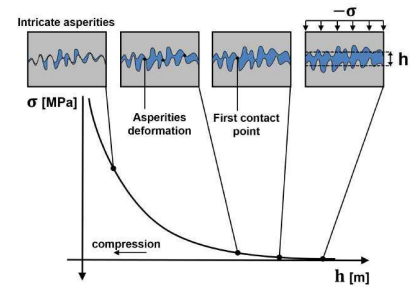 Intricate asperities
−σ
h
σ [MPa]
Asperities
deformation
First contact
point
compression
h [m]